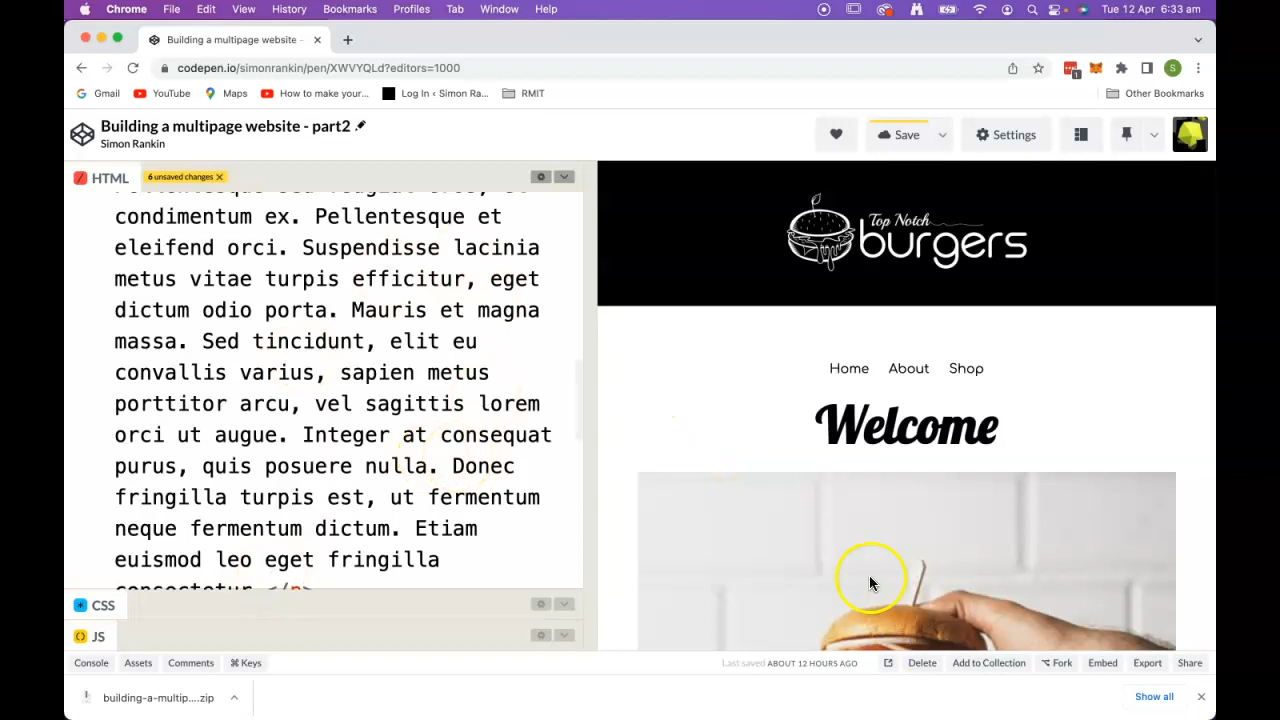 Chrome File Edit View History Bookmarks Profiles Tab Window Help Tue 12 Apr 6:33 am
Building a multipage website -
codepen.io/simonrankin/pen/XWVYQLd?editors=1000
Gmail YouTube Maps How to make your... Log In ‹ Simon Ra... RMIT Other Bookmarks
Building a multipage website - part2
Simon Rankin
Save
Settings
HTML
6 unsaved changes ×
condimentum ex. Pellentesque et
eleifend orci. Suspendisse lacinia
metus vitae turpis efficitur, eget
dictum odio porta. Mauris et magna
massa. Sed tincidunt, elit eu
convallis varius, sapien metus
porttitor arcu, vel sagittis lorem
orci ut augue. Integer at consequat
purus, quis posuere nulla. Donec
fringilla turpis est, ut fermentum
neque fermentum dictum. Etiam
euismod leo eget fringilla
CSS
JS
Top Notch
burgers
Home About Shop
Welcome
Console Assets Comments ⌘ Keys Last saved ABOUT 12 HOURS AGO Delete Add to Collection Fork Embed Export Share
building-a-multip....zip Show all